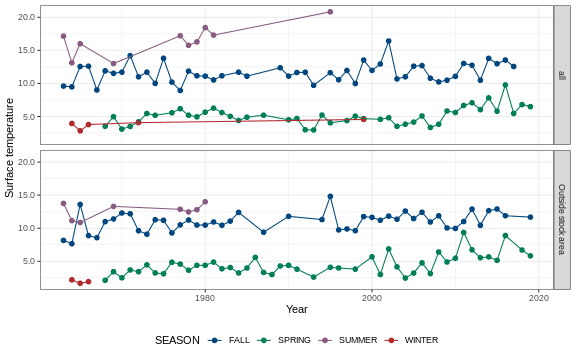 20.0
15.0
10.0
5.0
all
20.0
15.0
10.0
5.0
Outside stock area
Surface temperature
1980
2000
2020
Year
SEASON FALL SPRING SUMMER WINTER